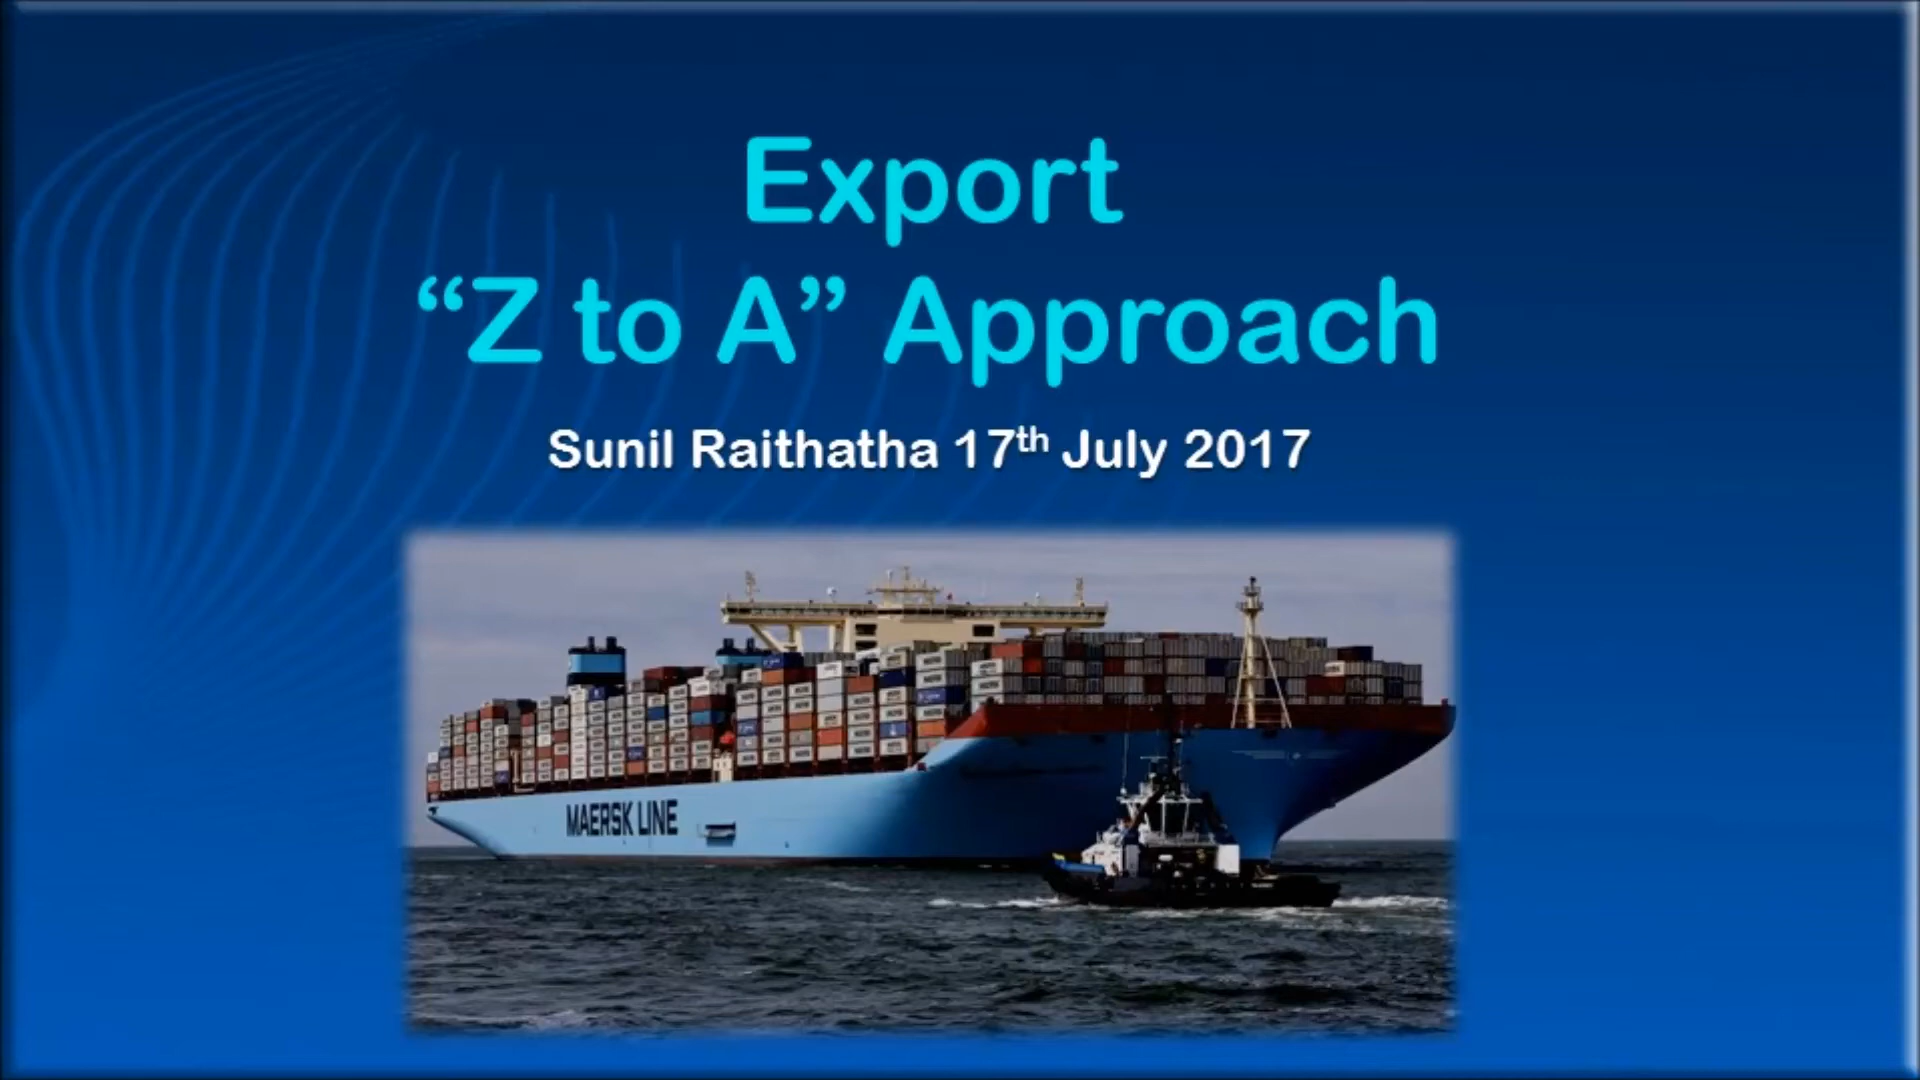 Export
“Z to A” Approach
Sunil Raithatha 17th July 2017
MAERSK LINE